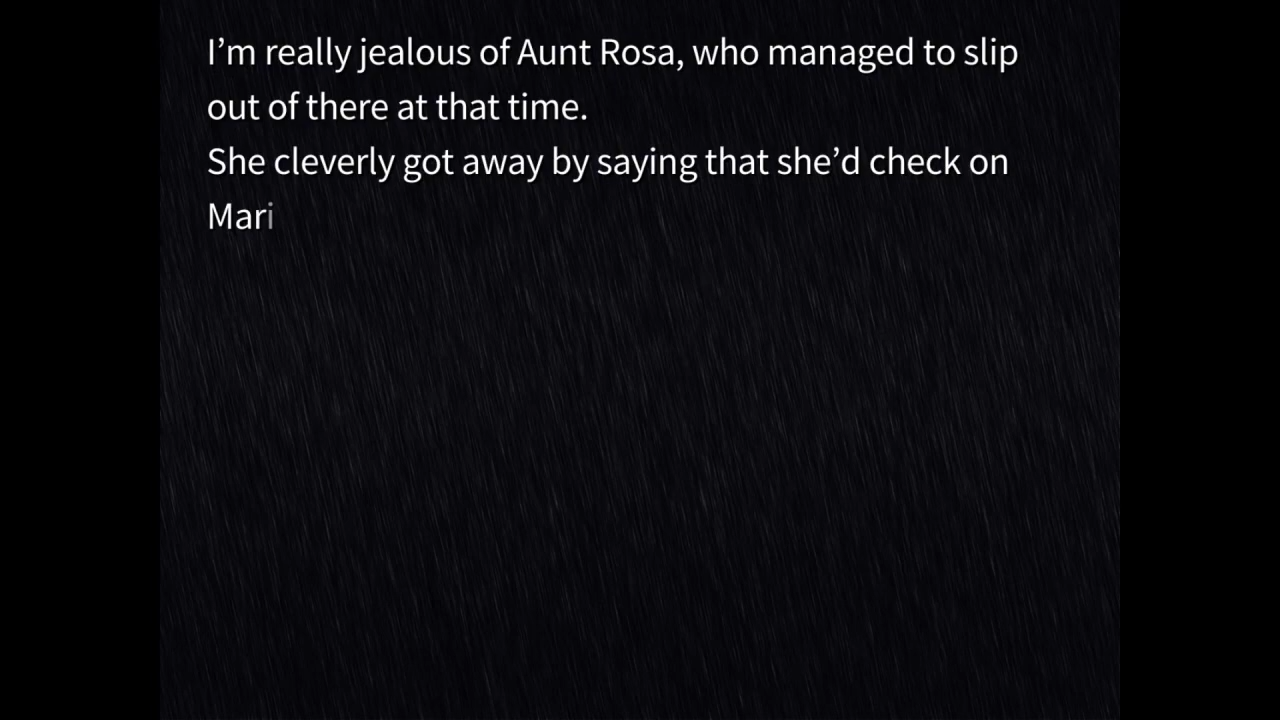 I’m really jealous of Aunt Rosa, who managed to slip
out of there at that time.
She cleverly got away by saying that she’d check on
Mari